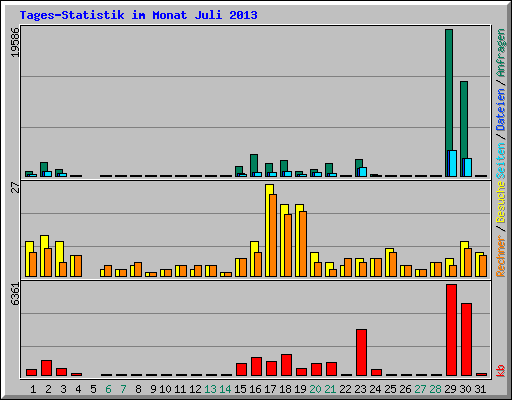 Tages-Statistik im Monat Juli 2013
19586
27
6361
Rechner / Besuche Seiten / Dateien / Anfragen
kb
1 2 3 4 5 6 7 8 9 10 11 12 13 14 15 16 17 18 19 20 21 22 23 24 25 26 27 28 29 30 31